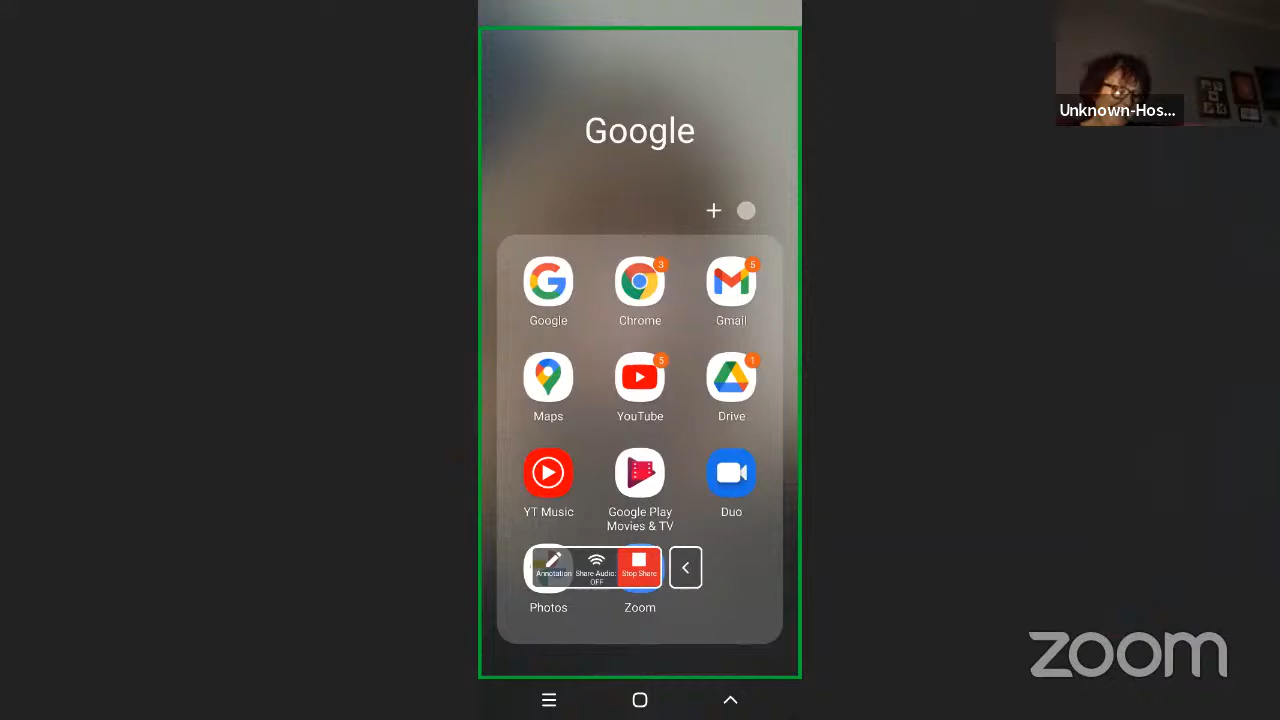 Unknown-Hos...
Google
3
5
Google
Chrome
Gmail
5
1
Maps
YouTube
Drive
YT Music
Google Play
Movies & TV
Duo
Annotation
Share Audio:
OFF
Stop Share
Photos
Zoom
zoom